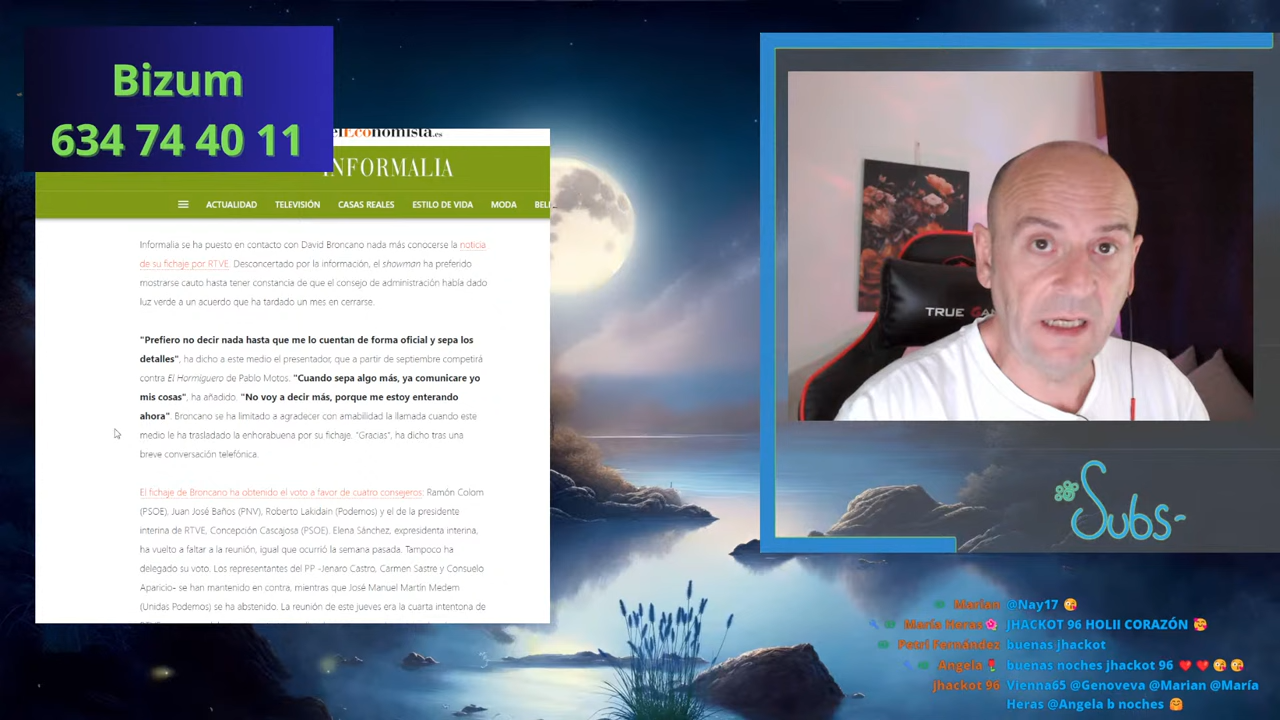 Bizum
634 74 40 11
elEconomista.es
INFORMALIA
ACTUALIDAD TELEVISIÓN CASAS REALES ESTILO DE VIDA MODA
Informalia se ha puesto en contacto con David Broncano nada más conocerse la noticia
de su fichaje por RTVE. Desconcertado por la información, el showman ha preferido
mostrarse cauto hasta tener constancia de que el consejo de administración había dado
luz verde a un acuerdo que ha tardado un mes en cerrarse.
"Prefiero no decir nada hasta que me lo cuentan de forma oficial y sepa los
detalles", ha dicho a este medio el presentador, que a partir de septiembre competirá
contra El Hormiguero de Pablo Motos. "Cuando sepa algo más, ya comunicare yo
mis cosas", ha añadido. "No voy a decir más, porque me estoy enterando
ahora". Broncano se ha limitado a agradecer con amabilidad la llamada cuando este
medio le ha trasladado la enhorabuena por su fichaje. "Gracias", ha dicho tras una
breve conversación telefónica.
El fichaje de Broncano ha obtenido el voto a favor de cuatro consejeros: Ramón Colom
(PSOE), Juan José Baños (PNV), Roberto Lakidain (Podemos) y el de la presidente
interina de RTVE, Concepción Cascajosa (PSOE). Elena Sánchez, expresidenta interina,
ha vuelto a faltar a la reunión, igual que ocurrió la semana pasada. Tampoco ha
delegado su voto. Los representantes del PP -Jenaro Castro, Carmen Sastre y Consuelo
Aparicio- se han mantenido en contra, mientras que José Manuel Martín Medem
(Unidas Podemos) se ha abstenido. La reunión de este jueves era la cuarta intentona de
TRUE
Subs-
Marian @Nay17
María Heras JHACKOT 96 HOLII CORAZÓN
Petri Fernández buenas jhackot
Angela buenas noches jhackot 96
jhackot 96 Vienna65 @Genoveva @Marian @María
Heras @Angela b noches